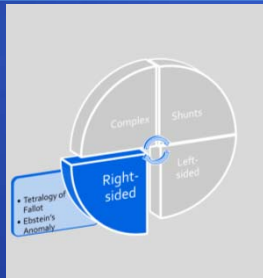 Complex
Shunts
Left-
sided
Right-
sided
• Tetralogy of
Fallot
• Ebstein's
Anomaly